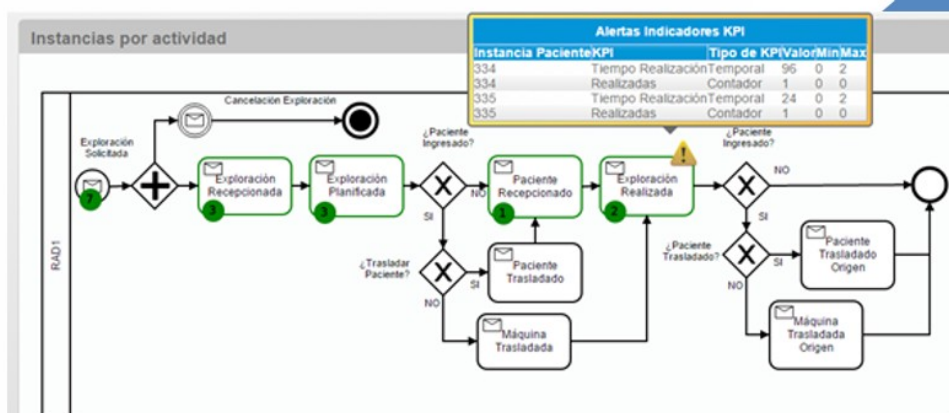 Instancias por actividad
Alertas Indicadores KPI
Instancia Paciente KPI Tipo de KPI Valor Min Max
334 Tiempo Realización Temporal 96 0 2
334 Realizadas Contador 1 0 0
335 Tiempo Realización Temporal 24 0 2
335 Realizadas Contador 1 0 0
Cancelación Exploración
Exploración
Solicitada
7
Exploración
Recepcionada
3
Exploración
Planificada
3
¿Paciente
Ingresado?
NO
SI
Paciente
Recepcionado
1
Exploración
Realizada
2
¿Paciente
Ingresado?
NO
SI
RAD1
¿Trasladar
Paciente?
SI
NO
Paciente
Trasladado
Máquina
Trasladada
¿Paciente
Trasladado?
SI
NO
Paciente
Trasladado
Origen
Máquina
Trasladada
Origen